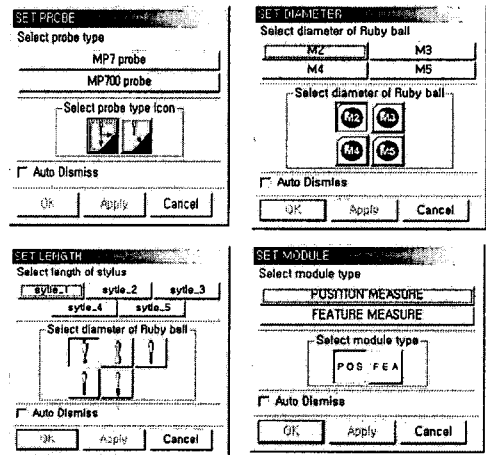 SET PROBE
Select probe type
MP7 probe
MP700 probe
Select probe type Icon
Auto Dismiss
OK Apply Cancel
SET DIAMETER
Select diameter of Ruby ball
M2 M3
M4 M5
Select diameter of Ruby ball
M2 M3
M4 M5
Auto Dismiss
OK Apply Cancel
SET LENGTH
Select length of stylus
sytle_1 sytle_2 sytle_3
sytle_4 sytle_5
Select diameter of Ruby ball
Auto Dismiss
OK Apply Cancel
SET MODULE
Select module type
POSITION MEASURE
FEATURE MEASURE
Select module type
POS FEA
Auto Dismiss
OK Apply Cancel